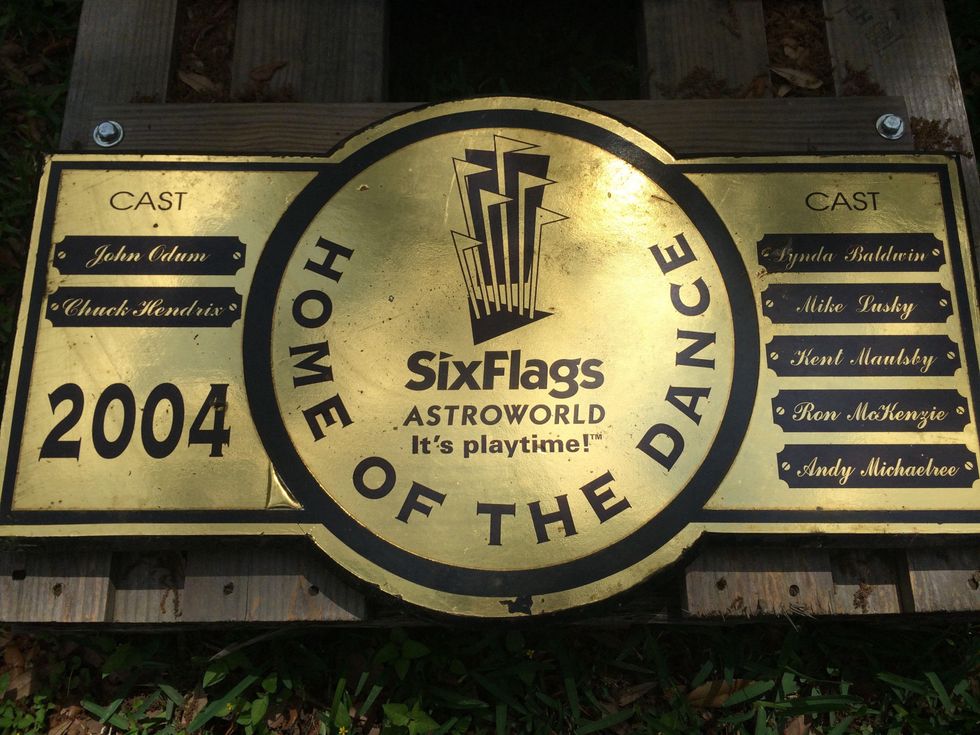 CAST
John Odum
Chuck Hendrix
2004
SixFlags
ASTROWORLD
It's playtime!™
HOME OF THE DANCE
CAST
Lynda Baldwin
Mike Lusky
Kent Maulsby
Ron McKenzie
Andy Michaelree